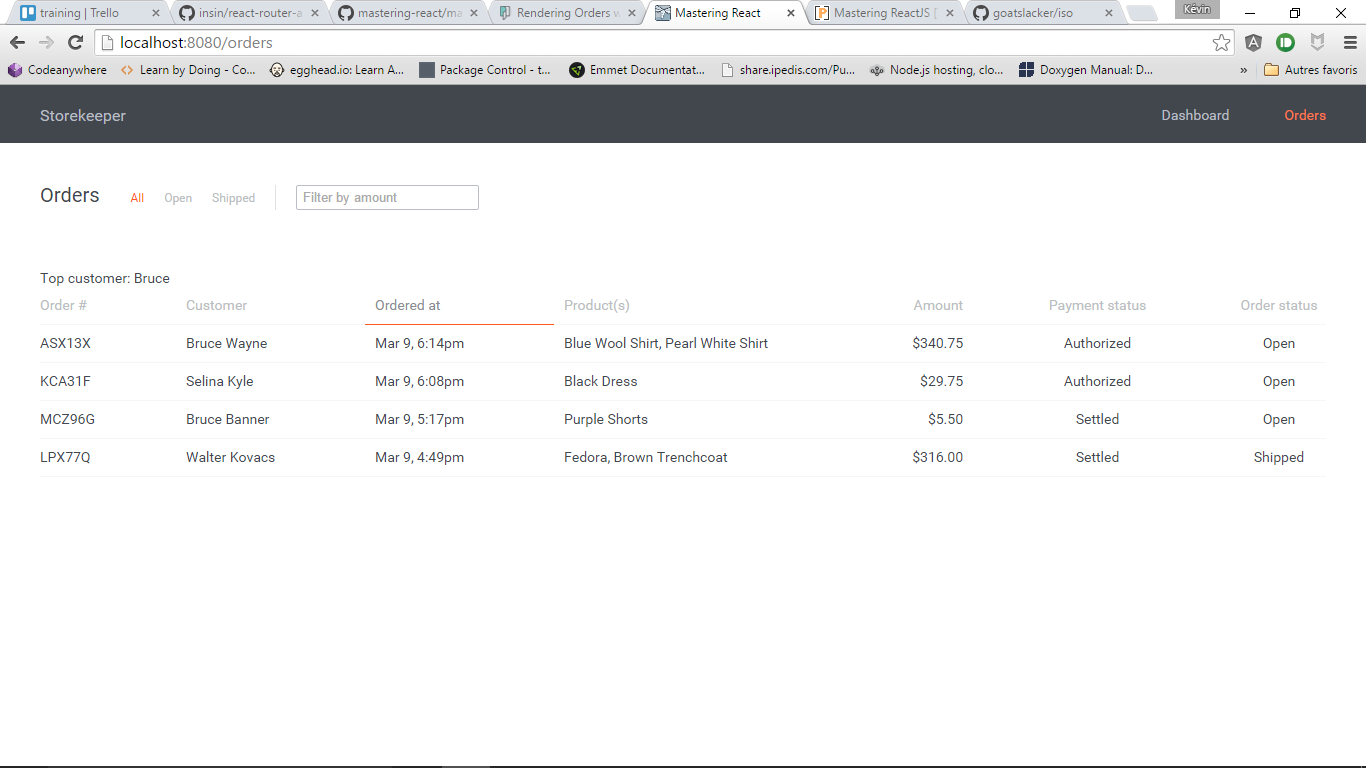 training | Trello insin/react-router-a mastering-react/ma Rendering Orders w Mastering React Mastering ReactJS [ goatslacker/iso Kévin
localhost:8080/orders
Codeanywhere Learn by Doing - Co... egghead.io: Learn A... Package Control - t... Emmet Documentat... share.ipedis.com/Pu... Node.js hosting, clo... Doxygen Manual: D... » Autres favoris
Storekeeper Dashboard Orders
Orders All Open Shipped Filter by amount
Top customer: Bruce
Order # Customer Ordered at Product(s) Amount Payment status Order status
ASX13X Bruce Wayne Mar 9, 6:14pm Blue Wool Shirt, Pearl White Shirt $340.75 Authorized Open
KCA31F Selina Kyle Mar 9, 6:08pm Black Dress $29.75 Authorized Open
MCZ96G Bruce Banner Mar 9, 5:17pm Purple Shorts $5.50 Settled Open
LPX77Q Walter Kovacs Mar 9, 4:49pm Fedora, Brown Trenchcoat $316.00 Settled Shipped